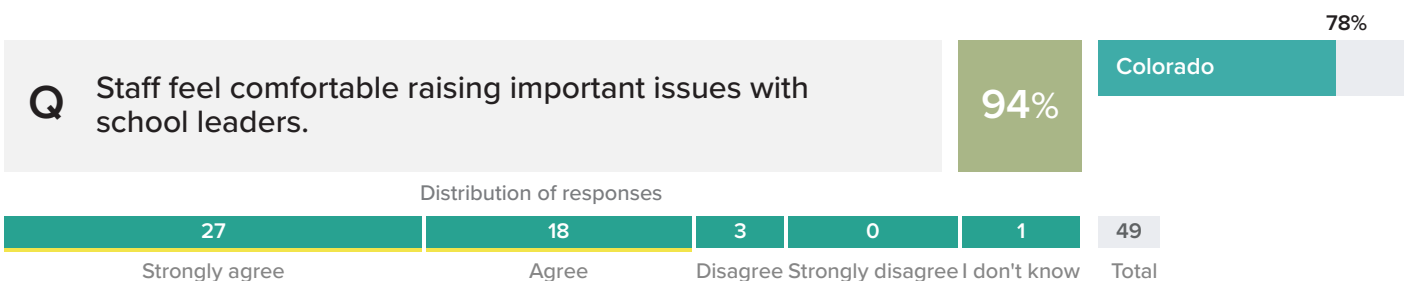 78%
Q
Staff feel comfortable raising important issues with
school leaders.
94%
Colorado
Distribution of responses
27 18 3 0 1 49
Strongly agree Agree Disagree Strongly disagree I don't know Total